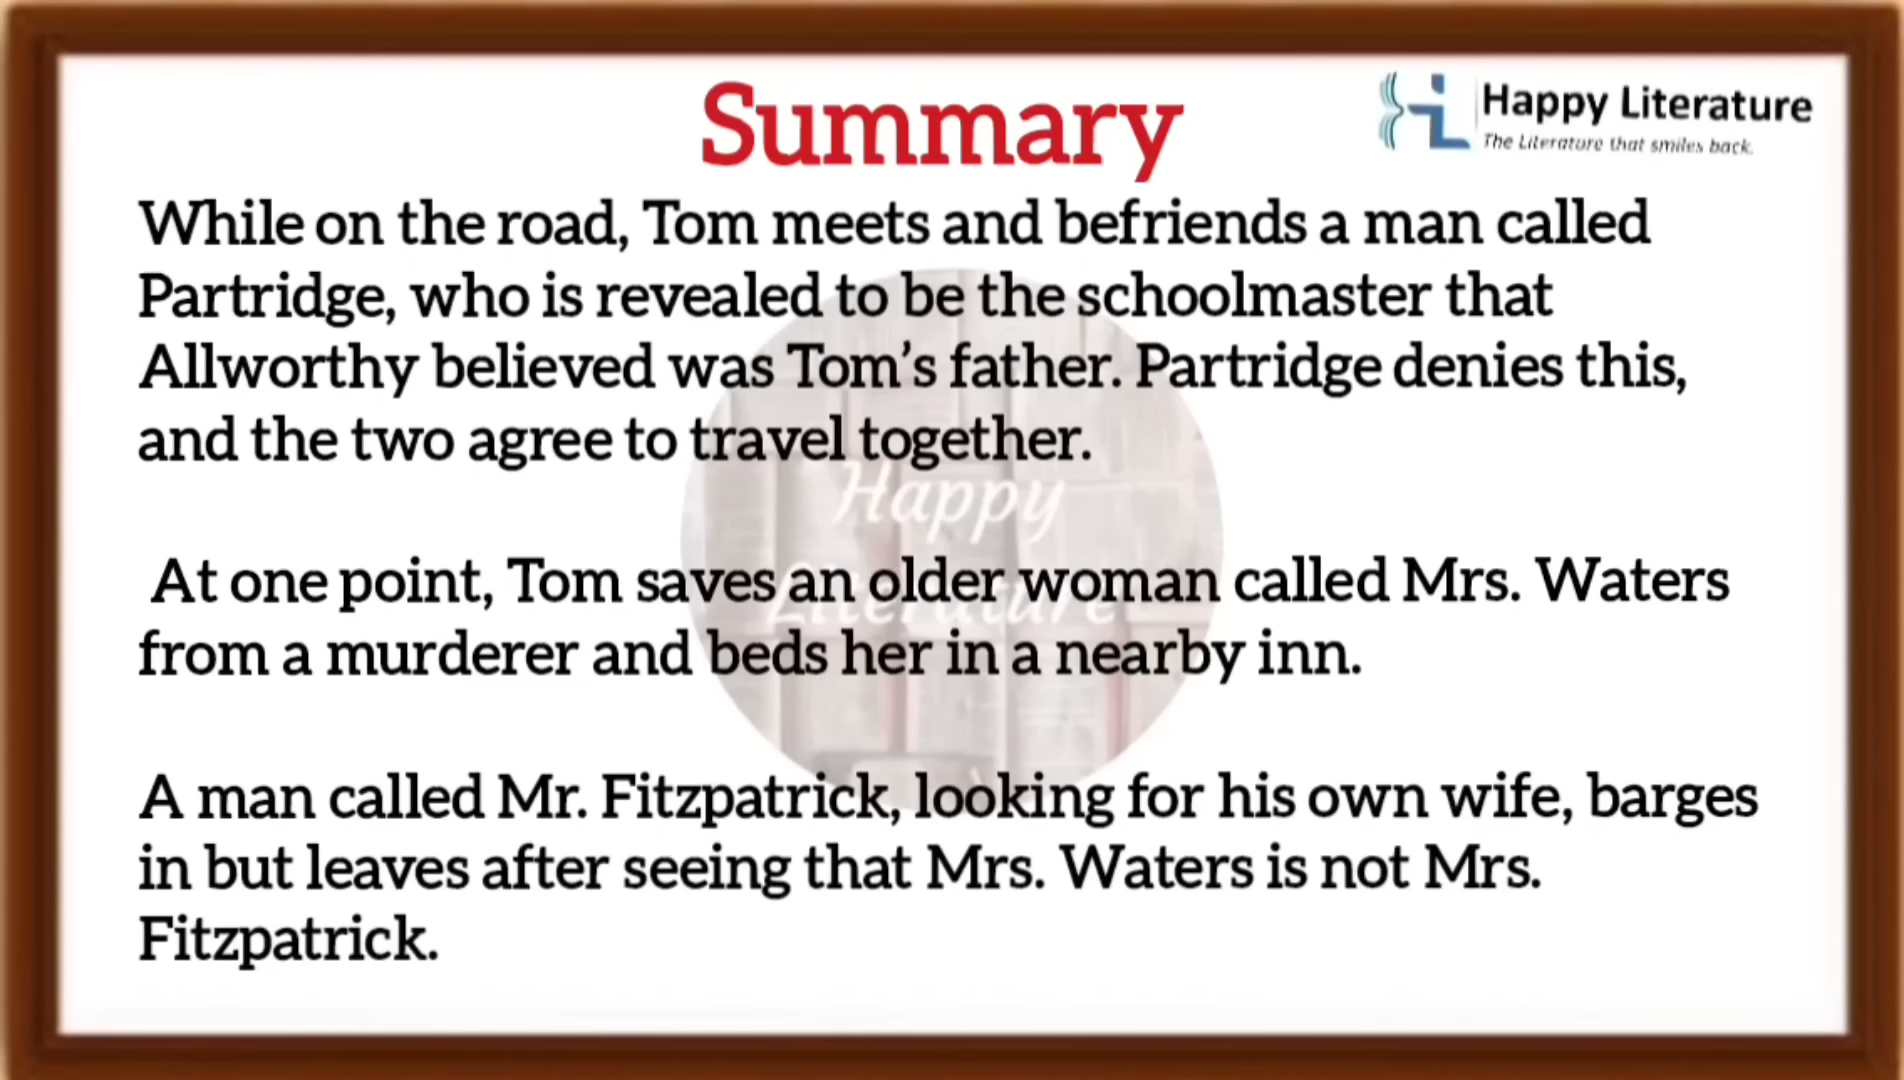 Summary
Happy Literature
The Literature that smiles back.
While on the road, Tom meets and befriends a man called
Partridge, who is revealed to be the schoolmaster that
Allworthy believed was Tom’s father. Partridge denies this,
and the two agree to travel together.
Happy
Literature
At one point, Tom saves an older woman called Mrs. Waters
from a murderer and beds her in a nearby inn.
A man called Mr. Fitzpatrick, looking for his own wife, barges
in but leaves after seeing that Mrs. Waters is not Mrs.
Fitzpatrick.